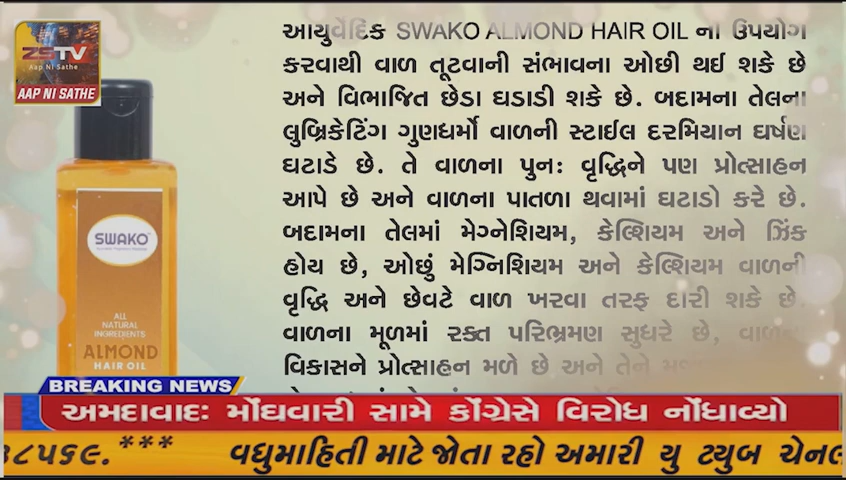 ZSTV
Aap Ni Sathe
AAP NI SATHE
આયુર્વેદિક SWAKO ALMOND HAIR OIL ના ઉપયોગ
કરવાથી વાળ તૂટવાની સંભાવના ઓછી થઈ શકે છે
અને વિભાજિત છેડા ઘડાડી શકે છે. બદામના તેલના
લુબ્રિકેટિંગ ગુણધર્મો વાળની સ્ટાઈલ દરમિયાન ઘર્ષણ
ઘટાડે છે. તે વાળના પુનઃ વૃદ્ધિને પણ પ્રોત્સાહન
આપે છે અને વાળના પાતળા થવામાં ઘટાડો કરે છે.
બદામના તેલમાં મેગ્નેશિયમ, કેલ્શિયમ અને ઝિંક
હોય છે, ઓછું મેગ્નિશિયમ અને કેલ્શિયમ વાળની
વૃદ્ધિ અને છેવટે વાળ ખરવા તરફ દારી શકે છે.
વાળના મૂળમાં રક્ત પરિભ્રમણ સુધરે છે,
વિકાસને પ્રોત્સાહન મળે છે અને તેને
SWAKO
ALL
NATURAL
INGREDIENTS
ALMOND
HAIR OIL
BREAKING NEWS
અમદાવાદઃ મોંઘવારી સામે કોંગ્રેસે વિરોધ નોંધાવ્યો
૩૮૫૬૯.*** વધુમાહિતી માટે જોતા રહો અમારી યુ ટ્યુબ ચેનલ